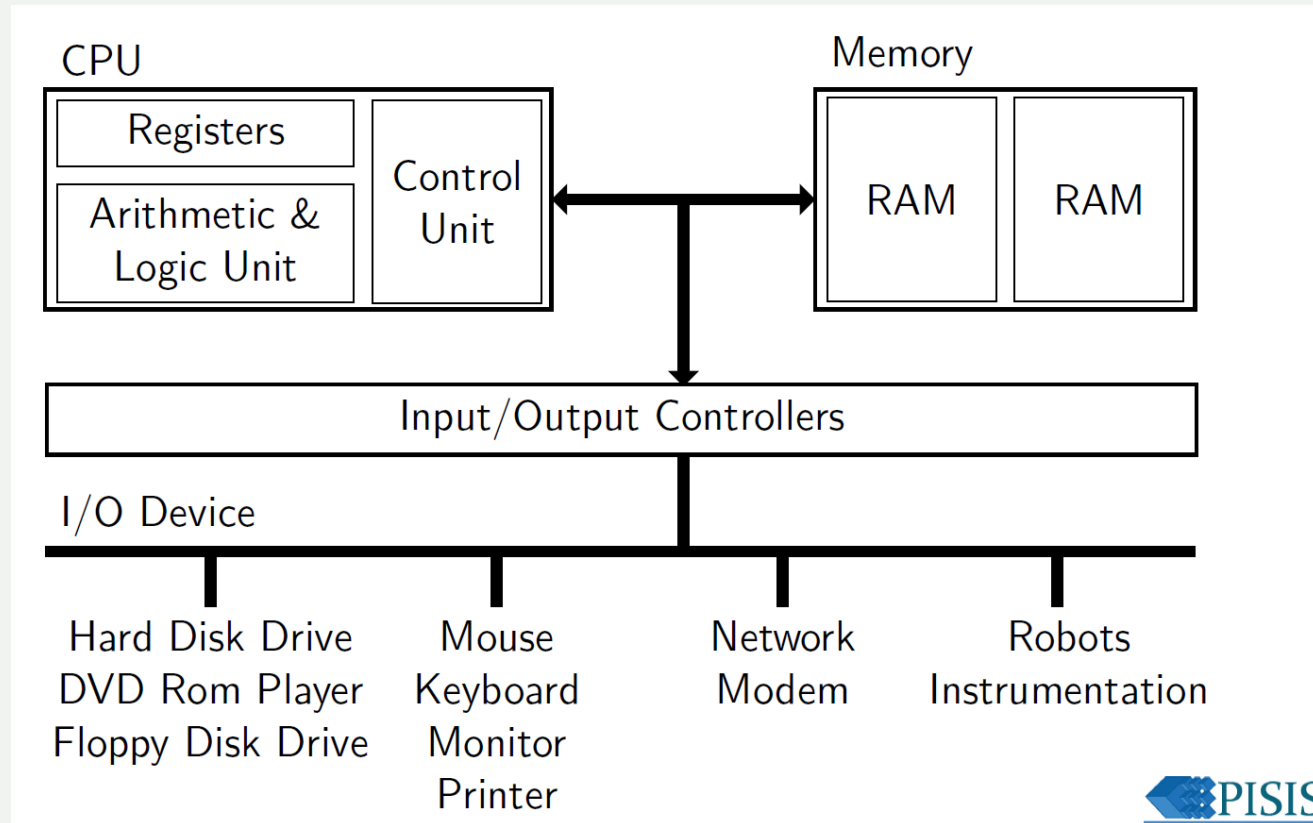 CPU
Memory
Registers
Arithmetic &
Logic Unit
Control
Unit
RAM
RAM
Input/Output Controllers
I/O Device
Hard Disk Drive
DVD Rom Player
Floppy Disk Drive
Mouse
Keyboard
Monitor
Printer
Network
Modem
Robots
Instrumentation
PISIS